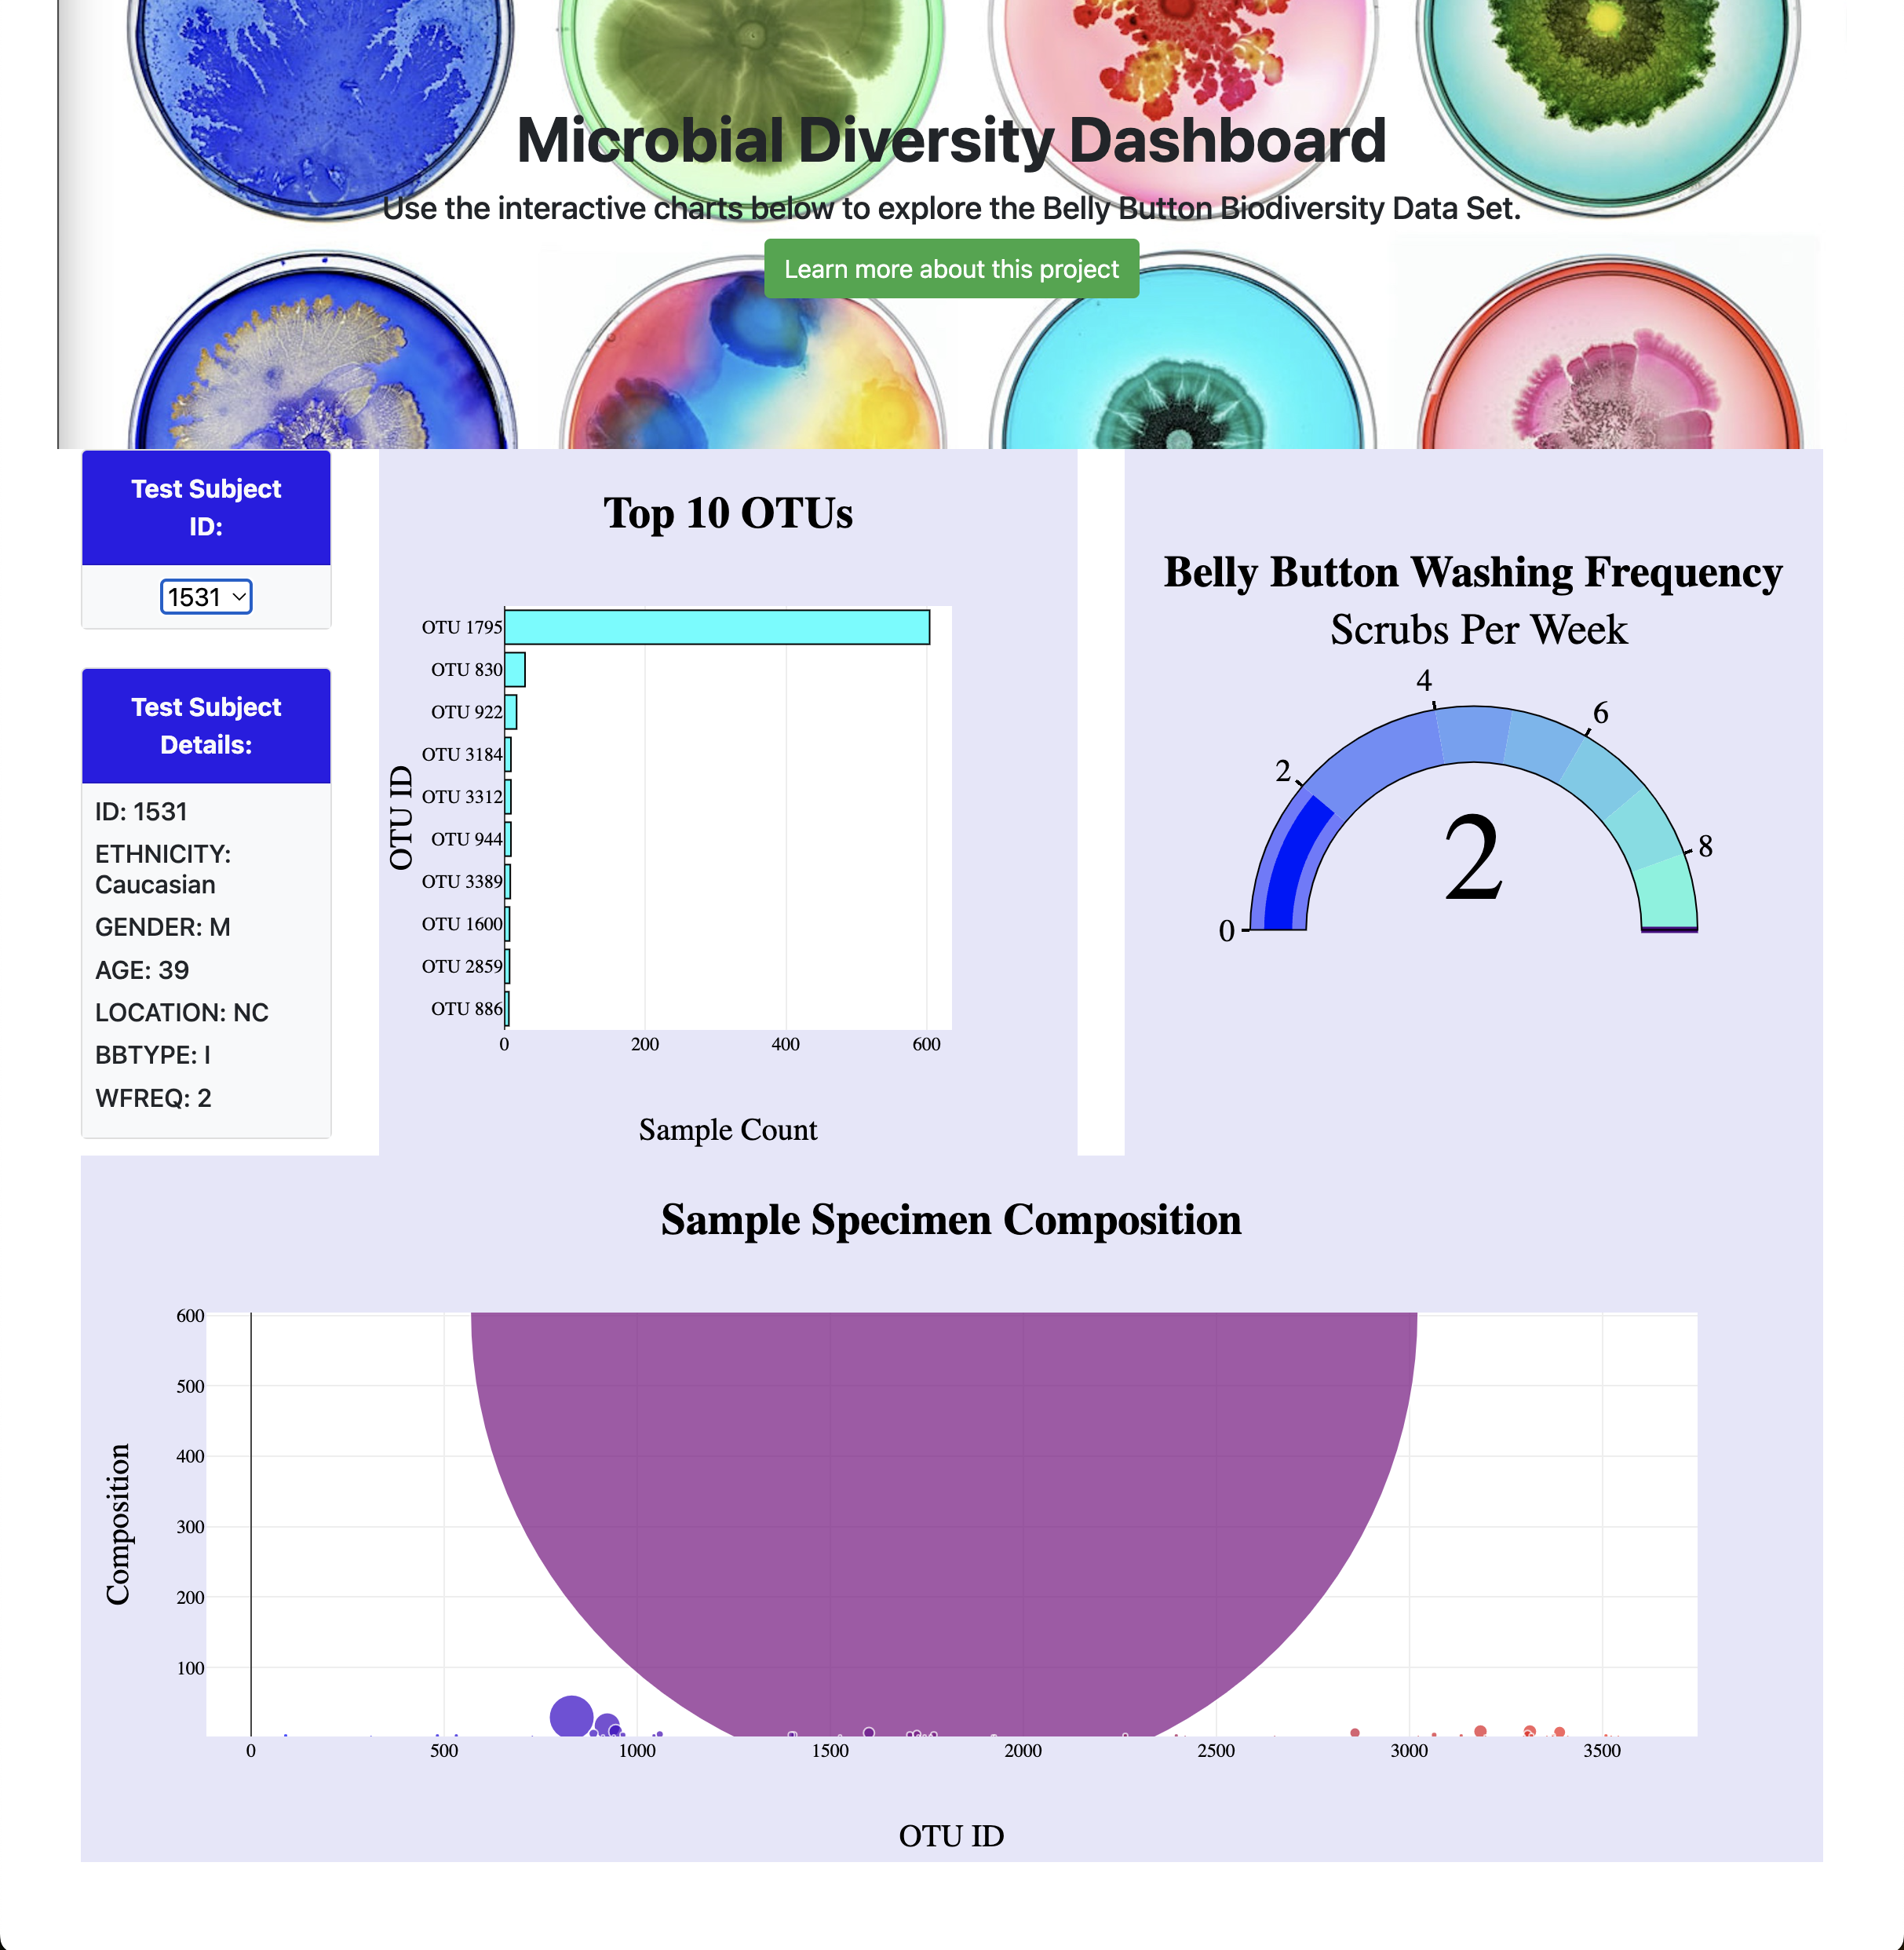 Microbial Diversity Dashboard
Use the interactive charts below to explore the Belly Button Biodiversity Data Set.
Learn more about this project
Test Subject
ID:
1531
Test Subject
Details:
ID: 1531
ETHNICITY:
Caucasian
GENDER: M
AGE: 39
LOCATION: NC
BBTYPE: I
WFREQ: 2
Top 10 OTUs
OTU ID
OTU 1795
OTU 830
OTU 922
OTU 3184
OTU 3312
OTU 944
OTU 3389
OTU 1600
OTU 2859
OTU 886
0 200 400 600
Sample Count
Belly Button Washing Frequency
Scrubs Per Week
0
2
4
6
8
2
Sample Specimen Composition
Composition
600
500
400
300
200
100
0 500 1000 1500 2000 2500 3000 3500
OTU ID